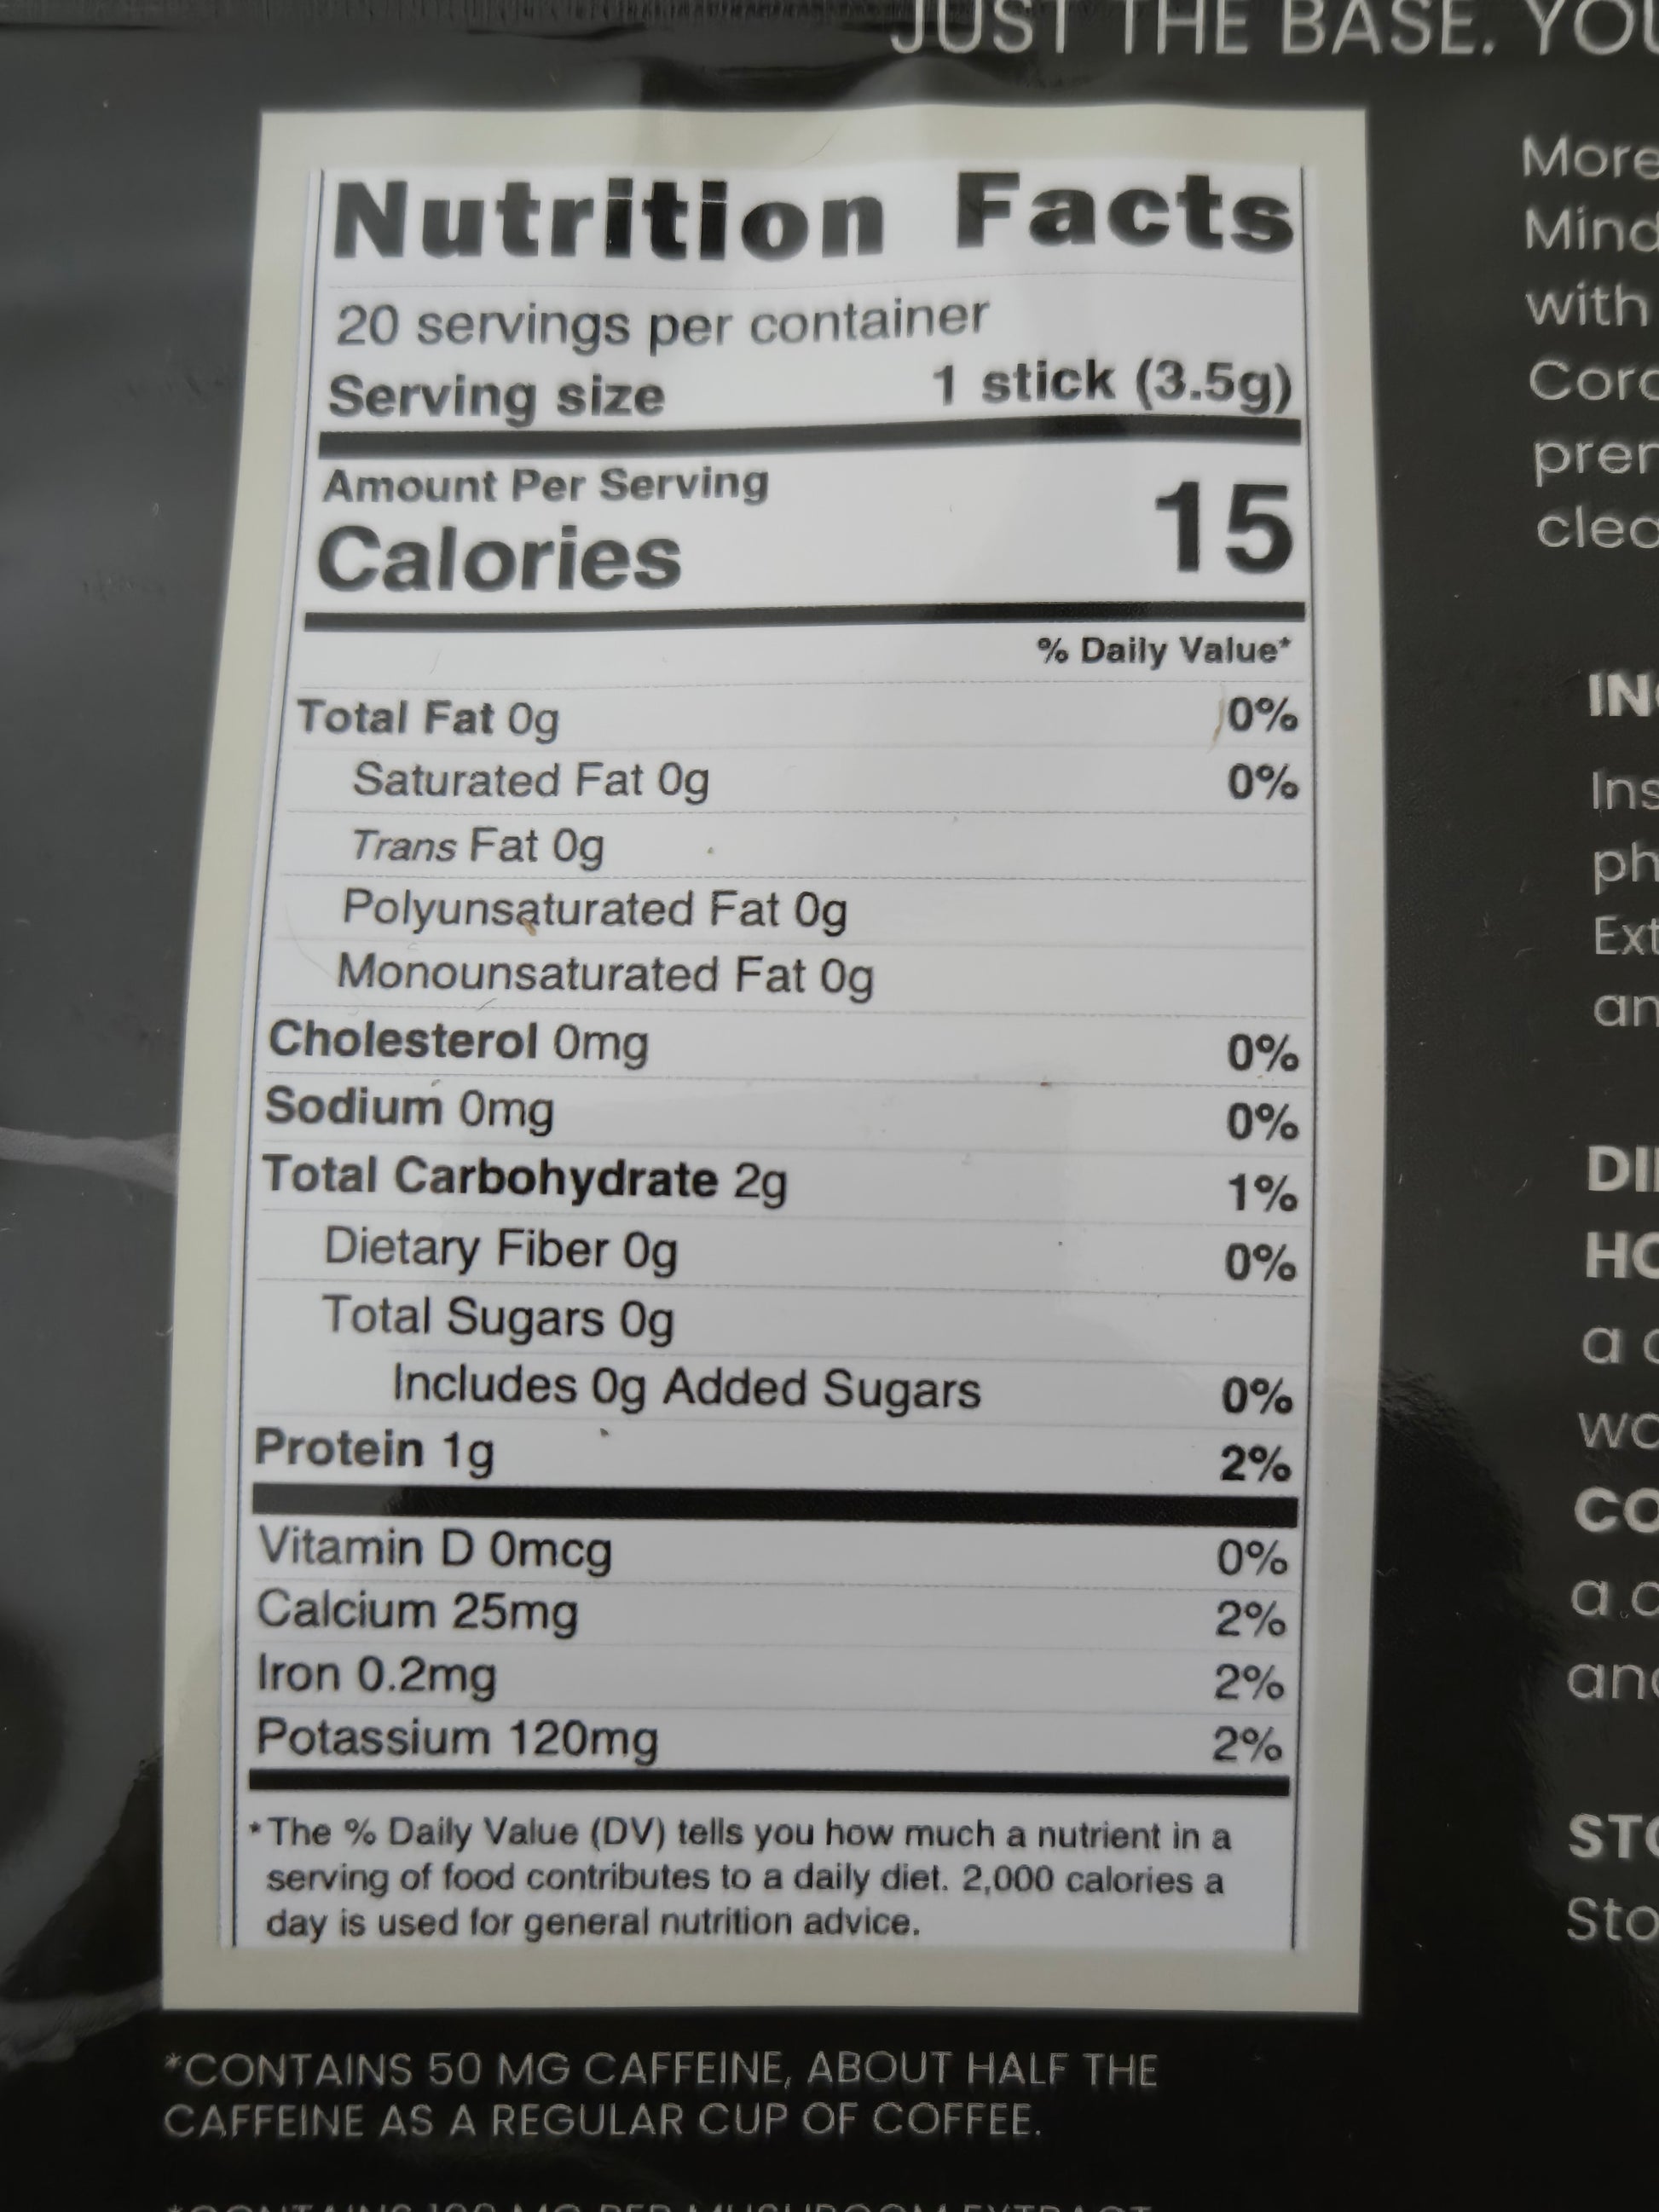 JUST THE BASE.
Nutrition Facts
20 servings per container
Serving size 1 stick (3.5g)
Amount Per Serving
Calories 15
% Daily Value*
Total Fat 0g 0%
Saturated Fat 0g 0%
Trans Fat 0g
Polyunsaturated Fat 0g
Monounsaturated Fat 0g
Cholesterol 0mg 0%
Sodium 0mg 0%
Total Carbohydrate 2g 1%
Dietary Fiber 0g 0%
Total Sugars 0g
Includes 0g Added Sugars 0%
Protein 1g 2%
Vitamin D 0mcg 0%
Calcium 25mg 2%
Iron 0.2mg 2%
Potassium 120mg 2%
*The % Daily Value (DV) tells you how much a nutrient in a
serving of food contributes to a daily diet. 2,000 calories a
day is used for general nutrition advice.
*CONTAINS 50 MG CAFFEINE, ABOUT HALF THE
CAFFEINE AS A REGULAR CUP OF COFFEE.
More
with
a
a